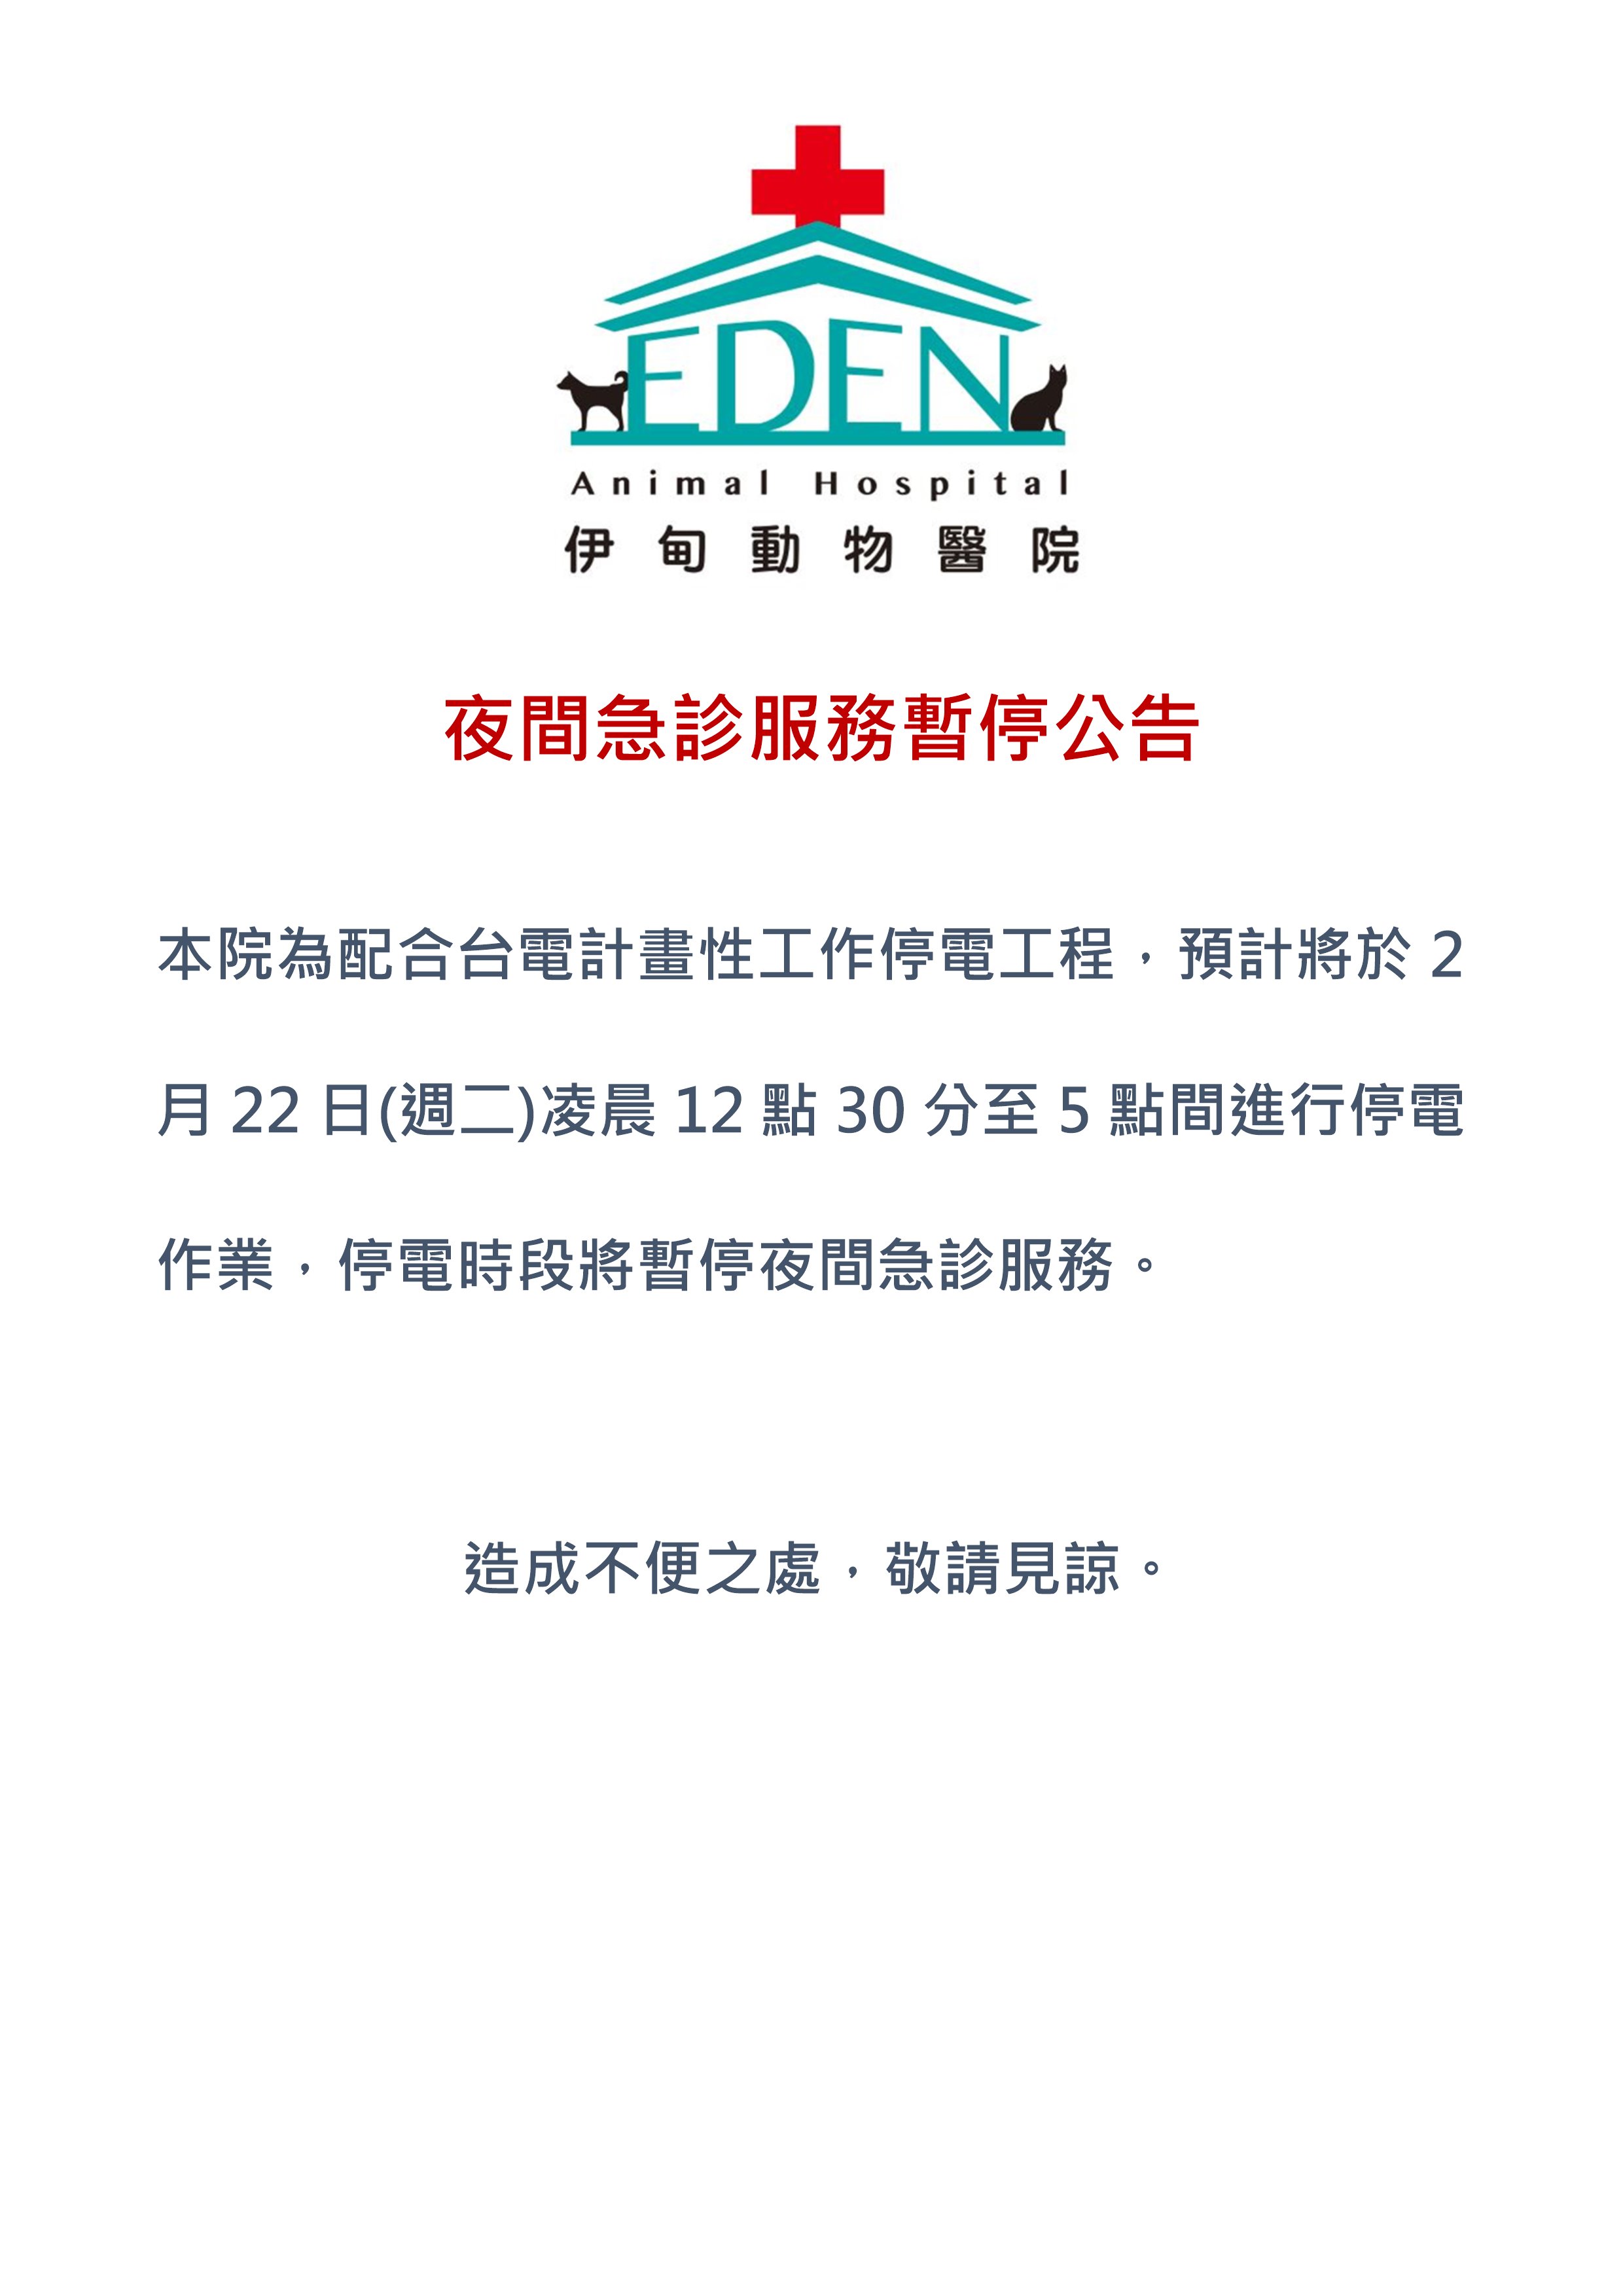 EDEN
Animal Hospital
伊甸動物醫院
夜間急診服務暫停公告
本院為配合台電計畫性工作停電工程，預計將於 2
月 22 日(週二)凌晨 12 點 30 分至 5 點間進行停電
作業，停電時段將暫停夜間急診服務。
造成不便之處，敬請見諒。